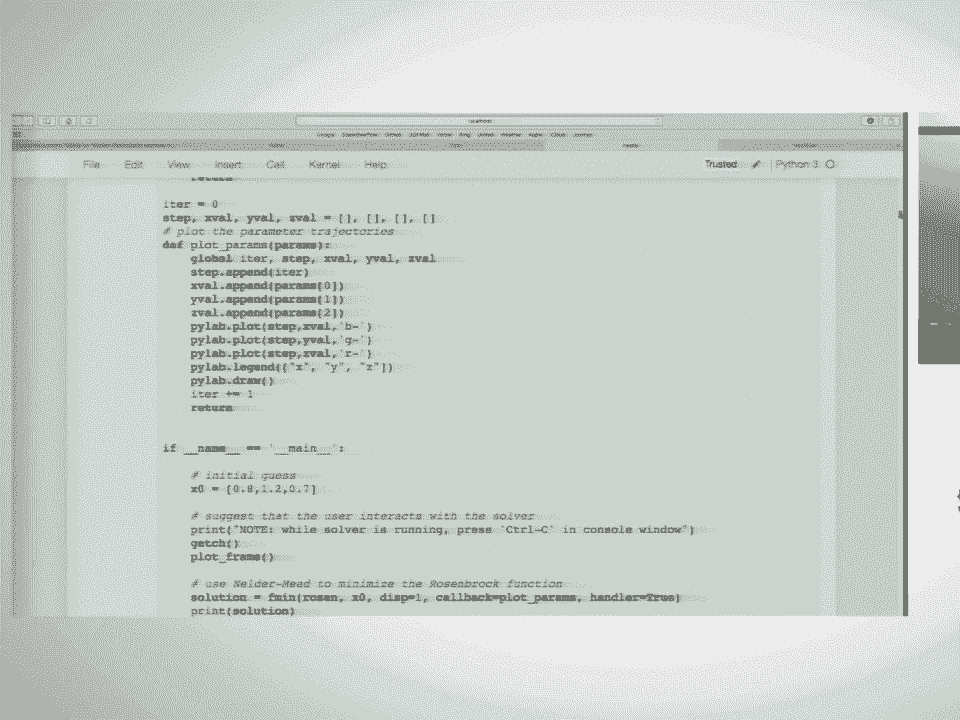 localhost
File Edit View Insert Cell Kernel Help Trusted Python 3
return
iter = 0
step, xval, yval, zval = [], [], [], []
# plot the parameter trajectories
def plot_params(params):
    global iter, step, xval, yval, zval
    step.append(iter)
    xval.append(params[0])
    yval.append(params[1])
    zval.append(params[2])
    pylab.plot(step,xval,'b-')
    pylab.plot(step,yval,'g-')
    pylab.plot(step,zval,'r-')
    pylab.legend(["x", "y", "z"])
    pylab.draw()
    iter += 1
    return
if __name__ == '__main__':
    # initial guess
    x0 = [0.8,1.2,0.7]
    # suggest that the user interacts with the solver
    print("NOTE: while solver is running, press 'Ctrl-C' in console window")
    getch()
    plot_frame()
    # use Nelder-Mead to minimize the Rosenbrock function
    solution = fmin(rosen, x0, disp=1, callback=plot_params, handler=True)
    print(solution)